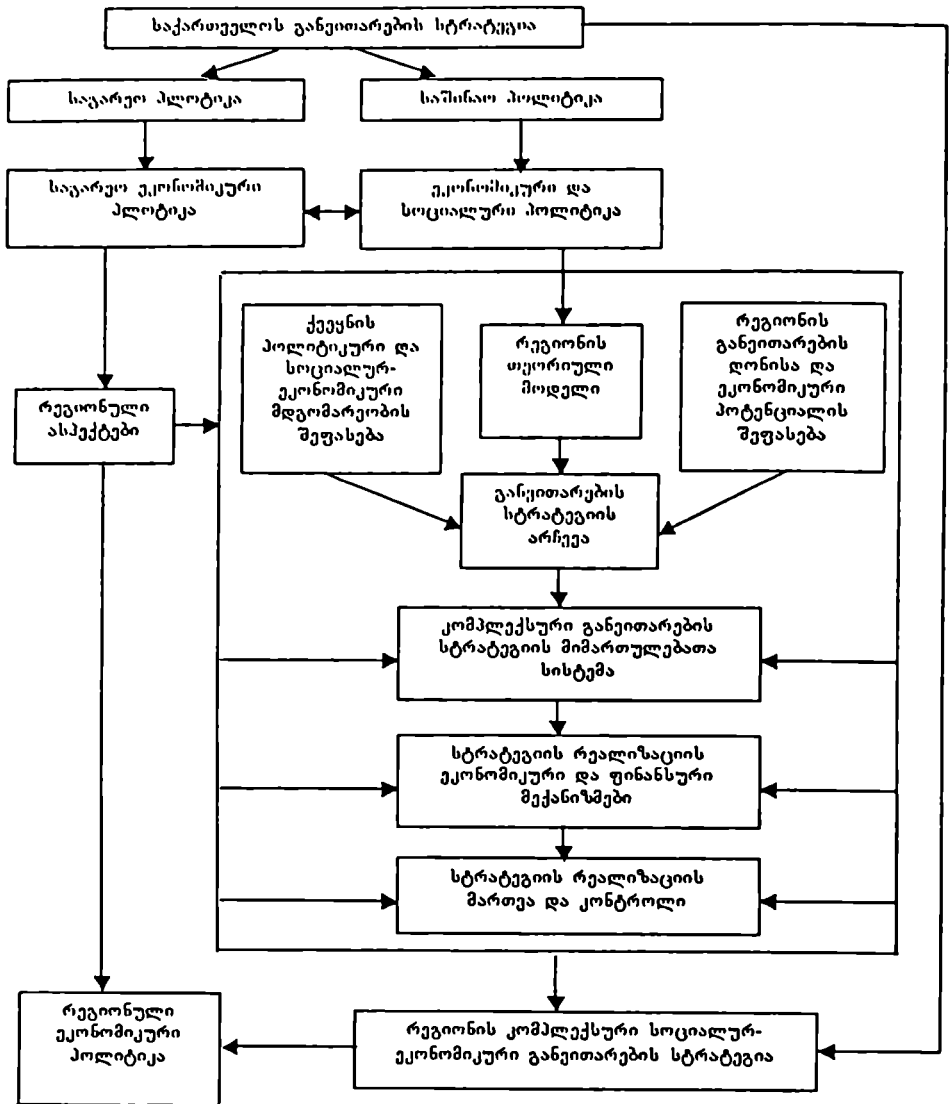 საქართველოს განვითარების სტრატეგია
საგარეო პლოტიკა
საშინაო პოლიტიკა
საგარეო ეკონომიკური
პლოტიკა
ეკონომიკური და
სოციალური პოლიტიკა
ქვეყნის
პოლიტიკური და
სოციალურ-
ეკონომიკური
მდგომარეობის
შეფასება
რეგიონის
თეორიული
მოდელი
რეგიონის
განვითარების
დონისა და
ეკონომიკური
პოტენციალის
შეფასება
რეგიონული
ასპექტები
განვითარების
სტრატეგიის
არჩევა
კომპლექსური განვითარების
სტრატეგიის მიმართულებათა
სისტემა
სტრატეგიის რეალიზაციის
ეკონომიკური და ფინანსური
მექანიზმები
სტრატეგიის რეალიზაციის
მართვა და კონტროლი
რეგიონული
ეკონომიკური
პოლიტიკა
რეგიონის კომპლექსური სოციალურ-
ეკონომიკური განვითარების სტრატეგია